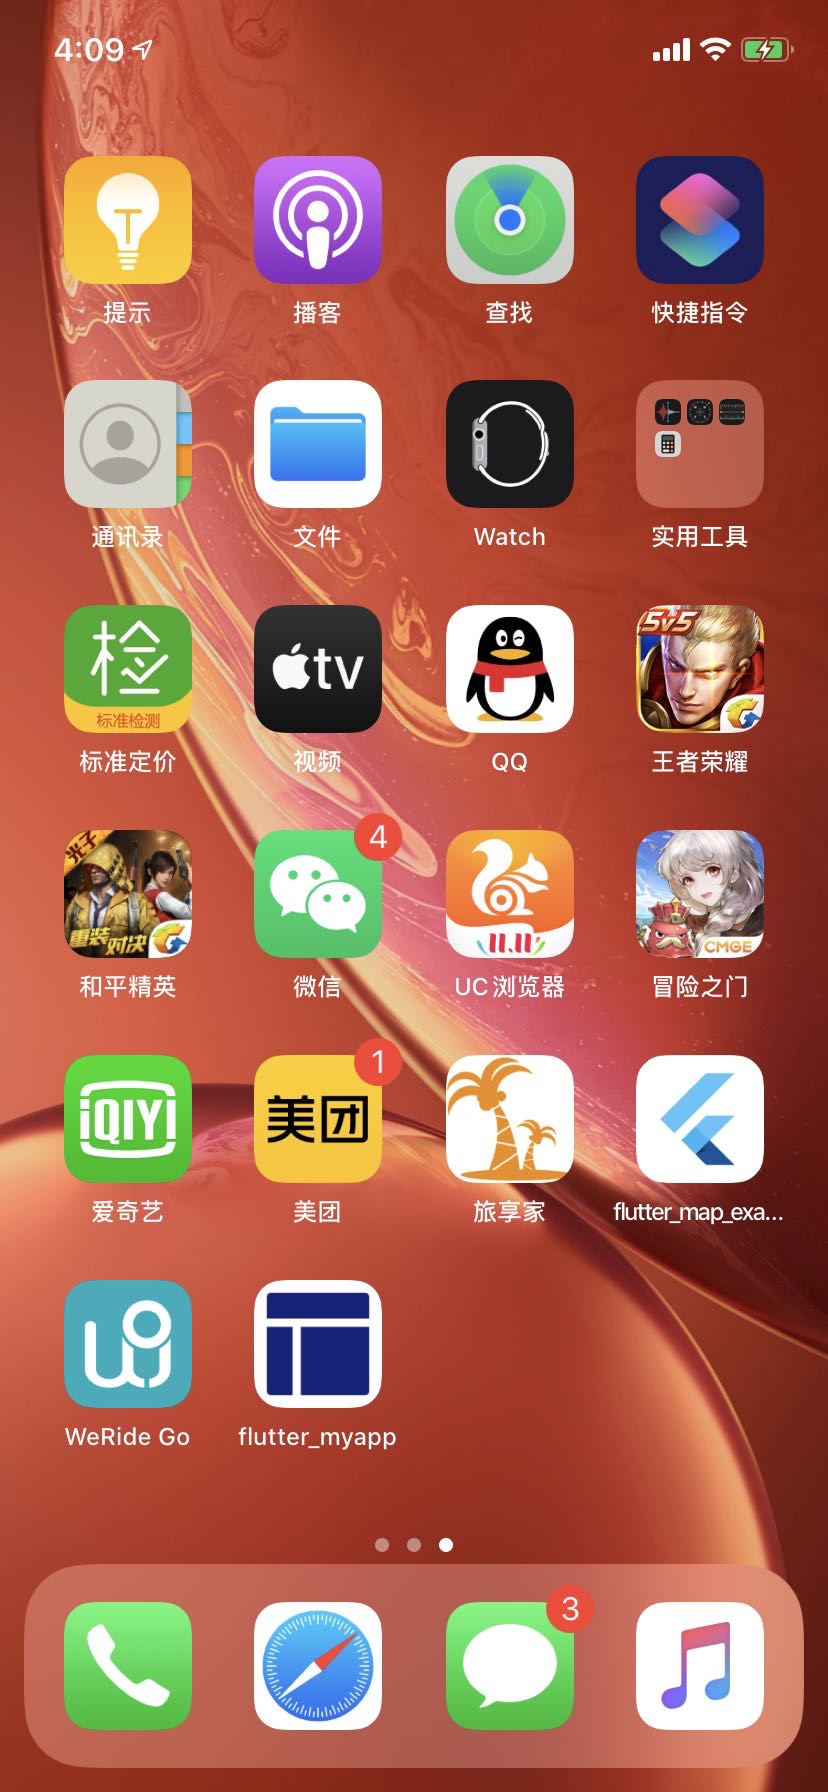 4:09
提示
播客
查找
快捷指令
通讯录
文件
Watch
实用工具
检
标准检测
标准定价
tv
视频
QQ
5v5
王者荣耀
光子
重装对决
和平精英
4
微信
11.11
UC浏览器
CMGE
冒险之门
iQIYI
爱奇艺
1
美团
美团
旅享家
flutter_map_exa...
WeRide Go
flutter_myapp
3